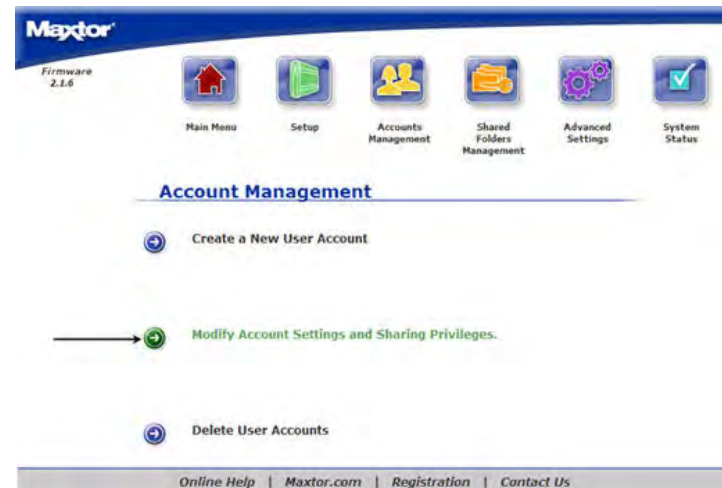 Maxtor
Firmware
2.1.6
Main Menu
Setup
Accounts
Management
Shared
Folders
Management
Advanced
Settings
System
Status
Account Management
Create a New User Account
Modify Account Settings and Sharing Privileges.
Delete User Accounts
Online Help | Maxtor.com | Registration | Contact Us